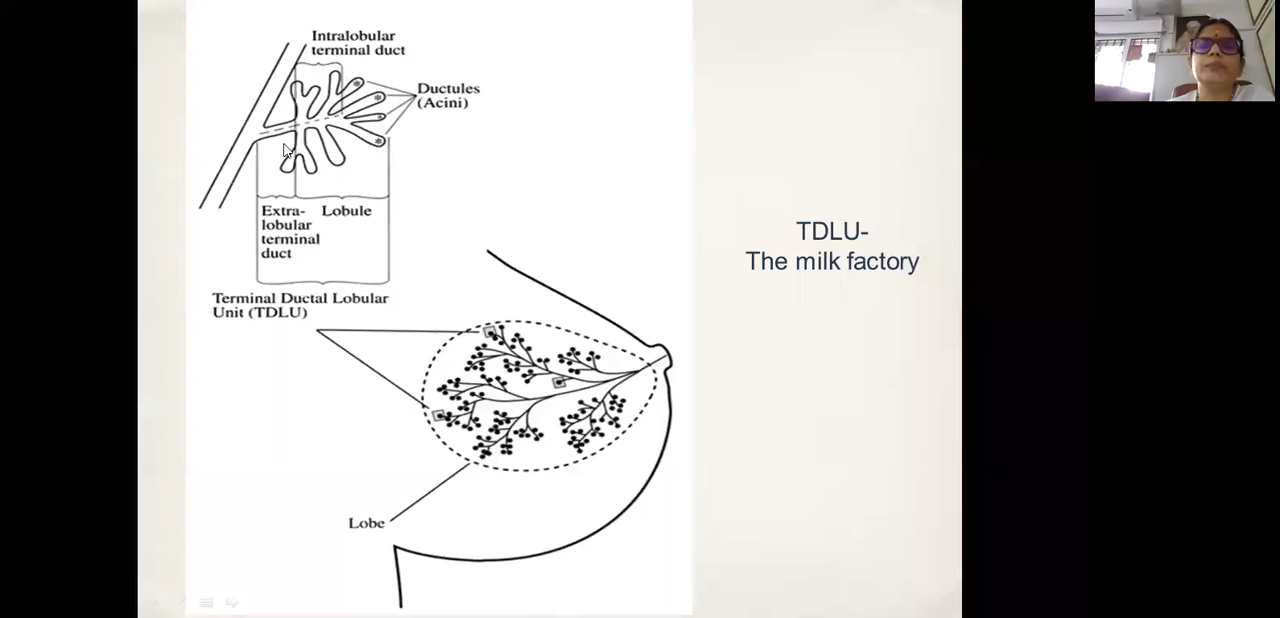 Intralobular
terminal duct
Ductules
(Acini)
Extra-
lobular
terminal
duct
Lobule
Terminal Ductal Lobular
Unit (TDLU)
Lobe
TDLU-
The milk factory